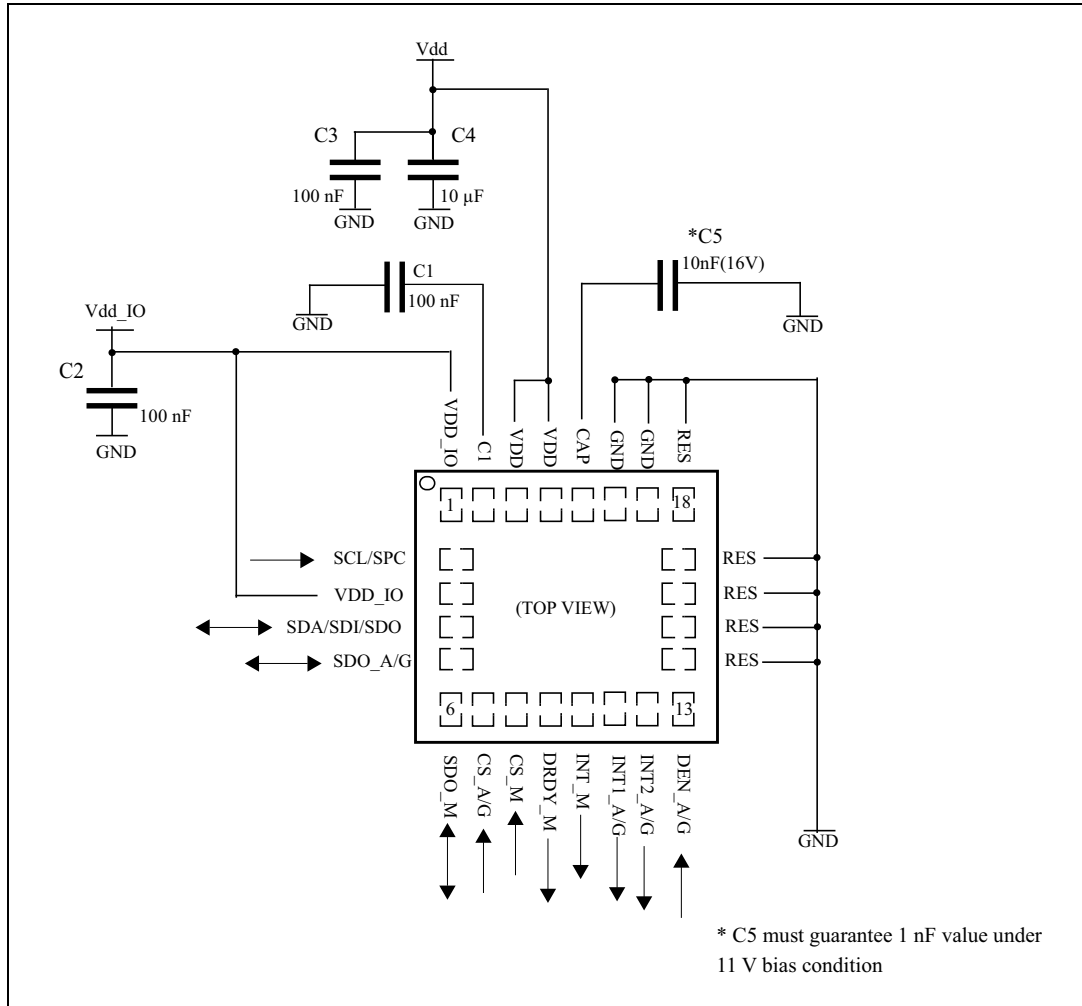 Vdd
C3
C4
100 nF
10 µF
GND
GND
*C5
10nF(16V)
C1
100 nF
GND
GND
Vdd_IO
C2
100 nF
GND
VDD_IO
C1
VDD
VDD
CAP
GND
GND
RES
1
18
SCL/SPC
RES
VDD_IO
(TOP VIEW)
RES
SDA/SDI/SDO
RES
SDO_A/G
RES
6
13
SDO_M
CS_A/G
CS_M
DRDY_M
INT_M
INT1_A/G
INT2_A/G
DEN_A/G
GND
* C5 must guarantee 1 nF value under
11 V bias condition